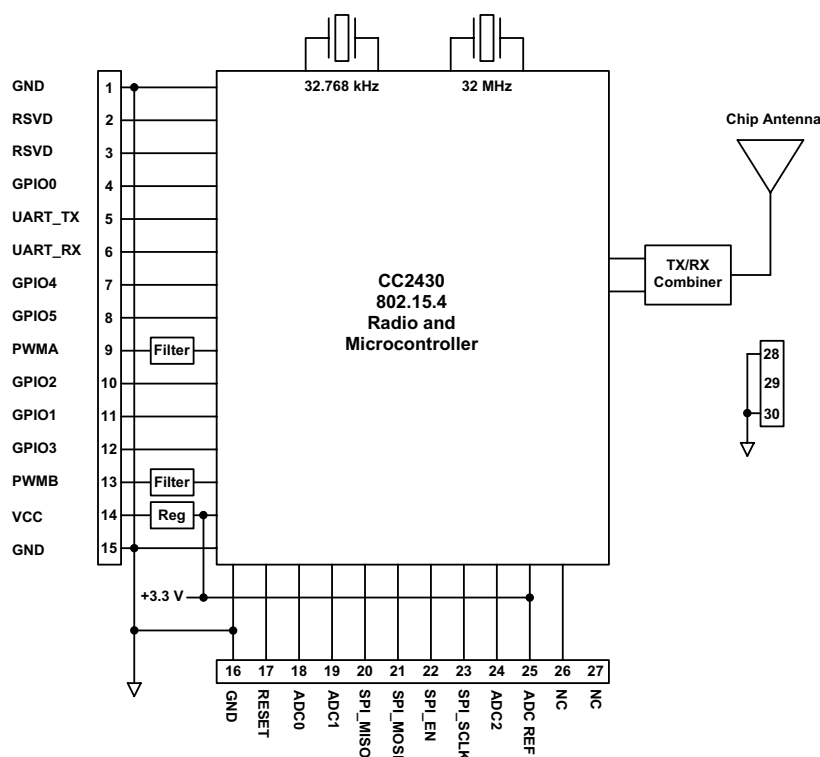 32.768 kHz
32 MHz
Chip Antenna
GND 1
RSVD 2
RSVD 3
GPIO0 4
UART_TX 5
UART_RX 6
GPIO4 7
GPIO5 8
PWMA 9 Filter
GPIO2 10
GPIO1 11
GPIO3 12
PWMB 13 Filter
VCC 14 Reg
GND 15
CC2430
802.15.4
Radio and
Microcontroller
TX/RX
Combiner
28
29
30
+3.3 V
16 17 18 19 20 21 22 23 24 25 26 27
GND
RESET
ADC0
ADC1
SPI_MISO
SPI_MOSI
SPI_EN
SPI_SCLK
ADC2
ADC REF
NC
NC